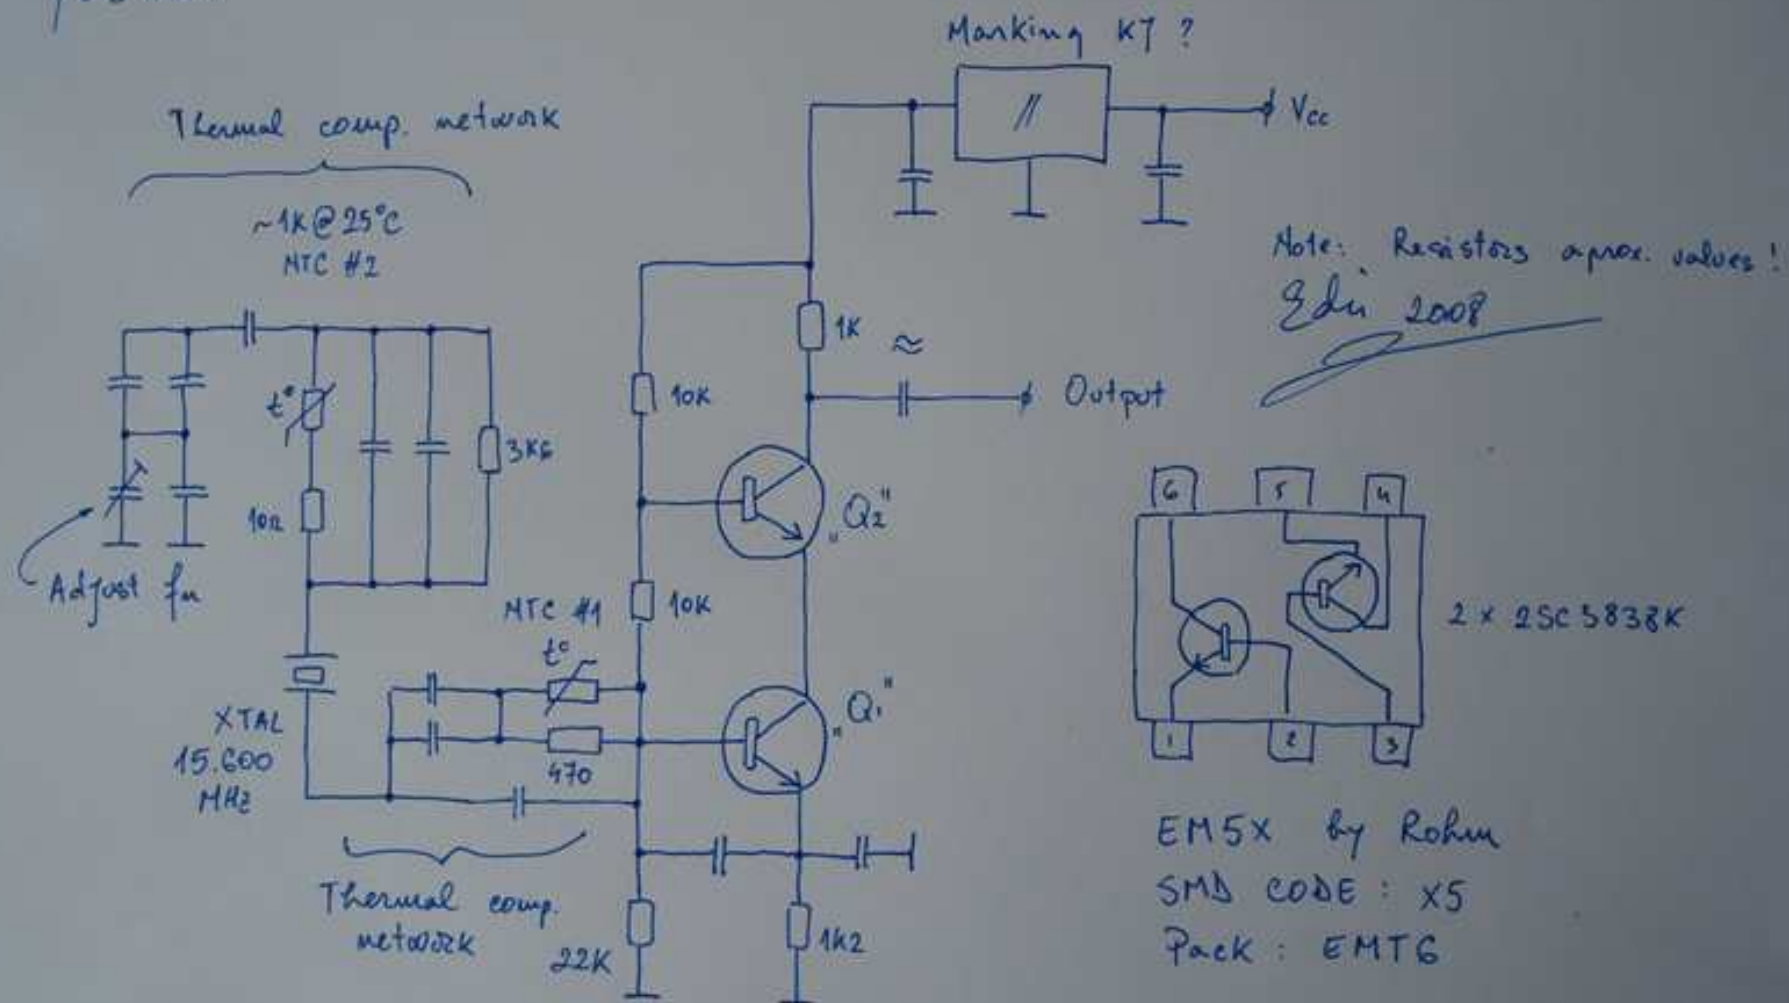 Marking K7 ?
Thermal comp. network
~1K@25°C
NTC #2
Vcc
Note: Resistors aprox. values !
Edi 2008
1K
≈
Output
10K
t°
3K6
10Ω
"Q2"
Adjust fn
NTC #1
10K
t°
6 5 4
2 x 2SC3838K
1 2 3
"Q1"
XTAL
15.600
MHz
470
Thermal comp.
network
22K
1k2
EM5X by Rohm
SMD CODE : X5
Pack : EMT6